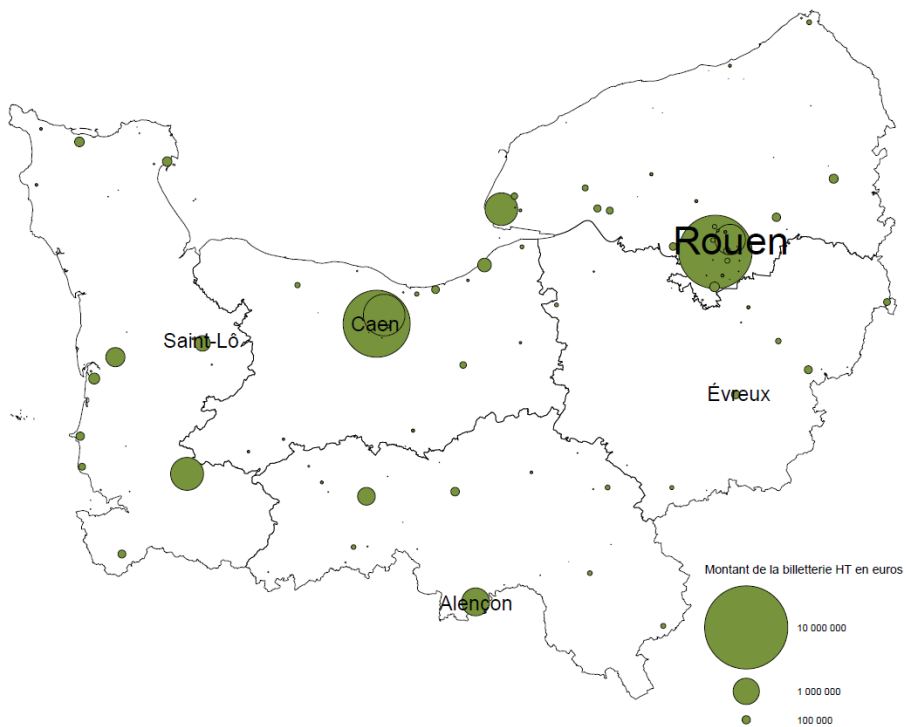 Rouen
Caen
Saint-Lô
Évreux
Alençon
Montant de la billetterie HT en euros
10 000 000
1 000 000
100 000